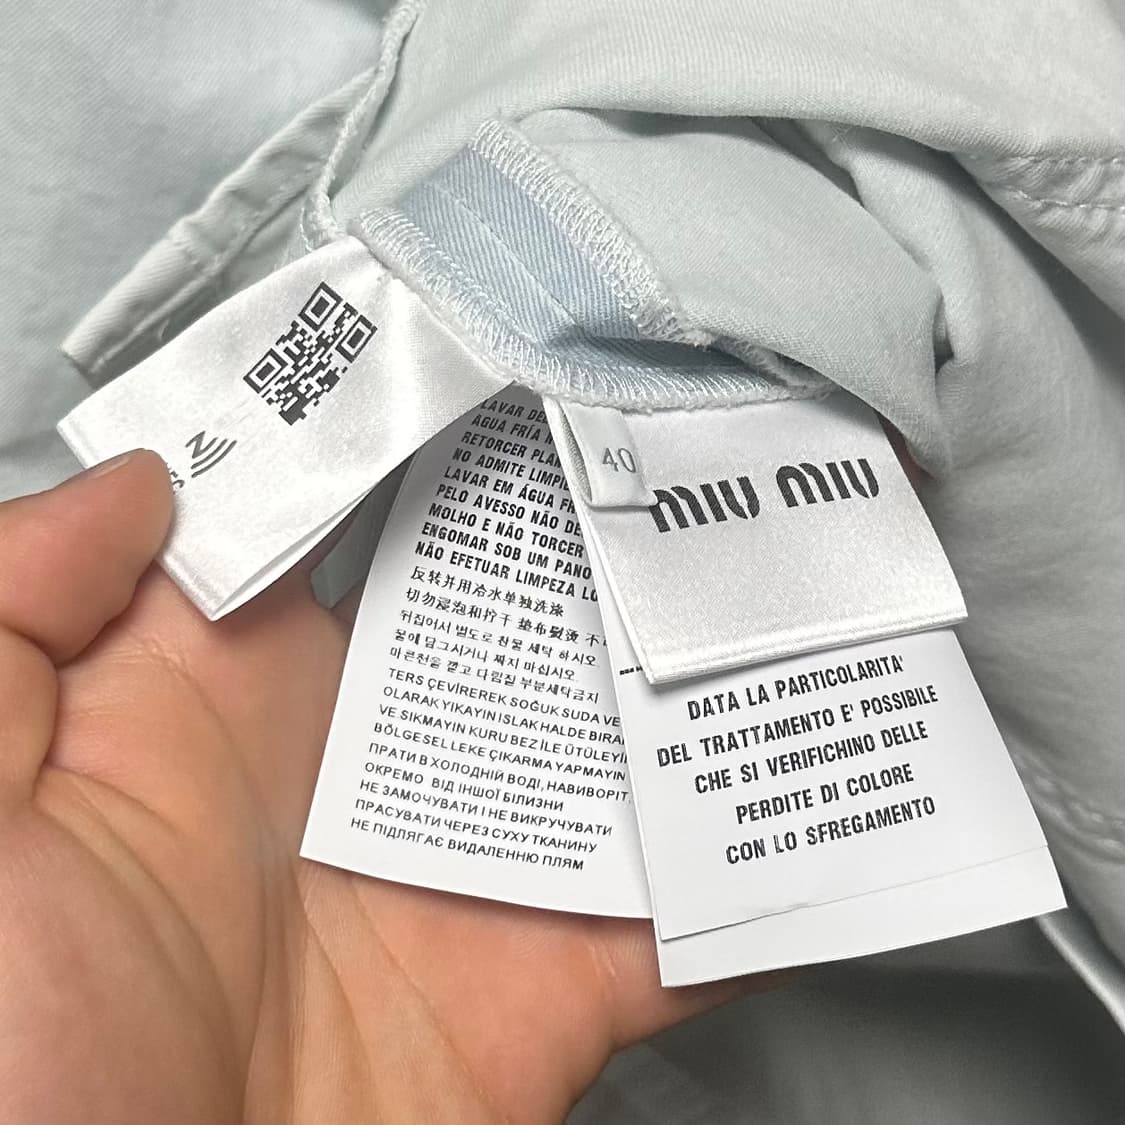 N
40
MIU MIU
LAVAR DEL
AGUA FRÍA N
RETORCER PLAN
NO ADMITE LIMPIE
LAVAR EM ÁGUA FR
PELO AVESSO NÃO DE
MOLHO E NÃO TORCER
ENGOMAR SOB UM PANO
NÃO EFETUAR LIMPEZA LO
反转并用冷水单独洗涤
切勿浸泡和拧干 垫布熨烫 不
뒤집어서 별도로 찬물 세탁 하시오
물에 담그시거나 짜지 마십시오.
마른천을 깔고 다림질 부분세탁금지
TERS ÇEVİREREK SOĞUK SUDA VE
OLARAK YIKAYIN ISLAK HALDE BIRA
VE SIKMAYIN KURU BEZ İLE ÜTÜLEYİ
BÖLGESEL LEKE ÇIKARMA YAPMAYIN
ПРАТИ В ХОЛОДНІЙ ВОДІ, НАВИВОРІТ,
ОКРЕМО ВІД ІНШОЇ БІЛИЗНИ
НЕ ЗАМОЧУВАТИ І НЕ ВИКРУЧУВАТИ
ПРАСУВАТИ ЧЕРЕЗ СУХУ ТКАНИНУ
НЕ ПІДЛЯГАЄ ВИДАЛЕННЮ ПЛЯМ
DATA LA PARTICOLARITA'
DEL TRATTAMENTO E' POSSIBILE
CHE SI VERIFICHINO DELLE
PERDITE DI COLORE
CON LO SFREGAMENTO